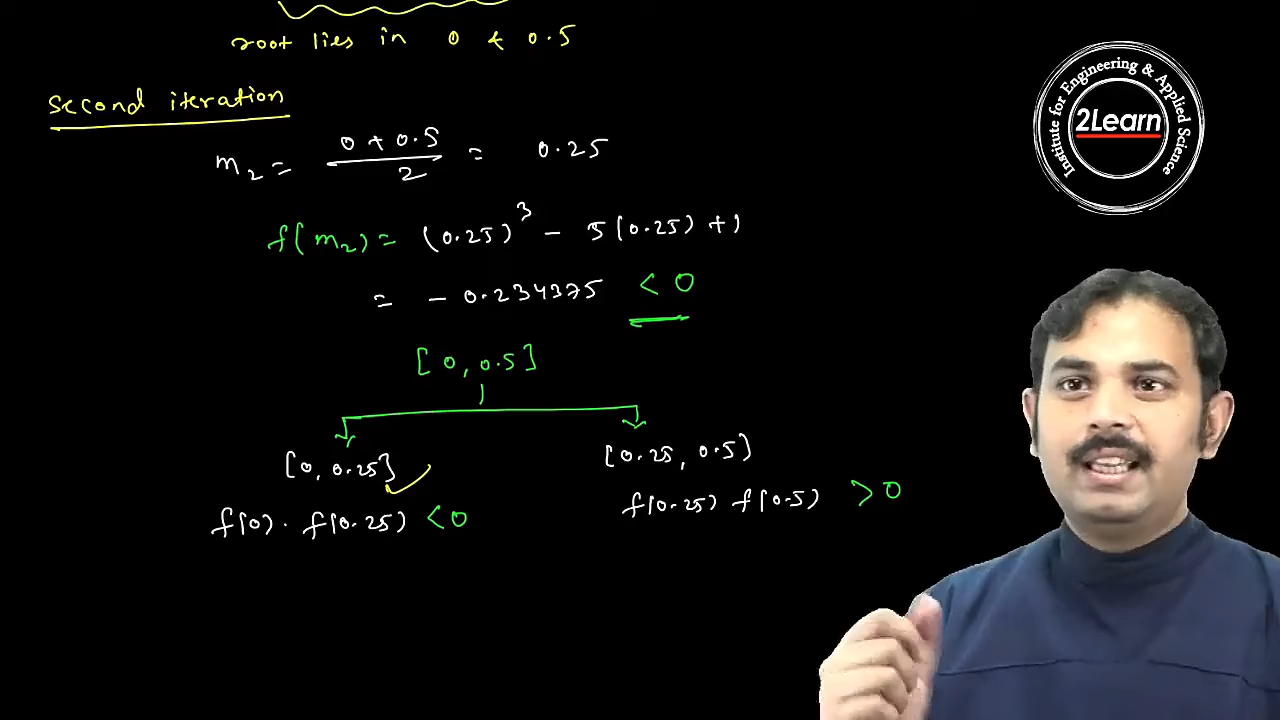 root lies in 0 & 0.5
Second iteration
m₂ = (0 + 0.5)/2 = 0.25
f(m₂) = (0.25)³ - 5(0.25) + 1
= - 0.234375 < 0
[0, 0.5]
[0, 0.25] [0.25, 0.5]
f(0) . f(0.25) < 0 f(0.25) f(0.5) > 0
Institute for Engineering & Applied Science
2Learn